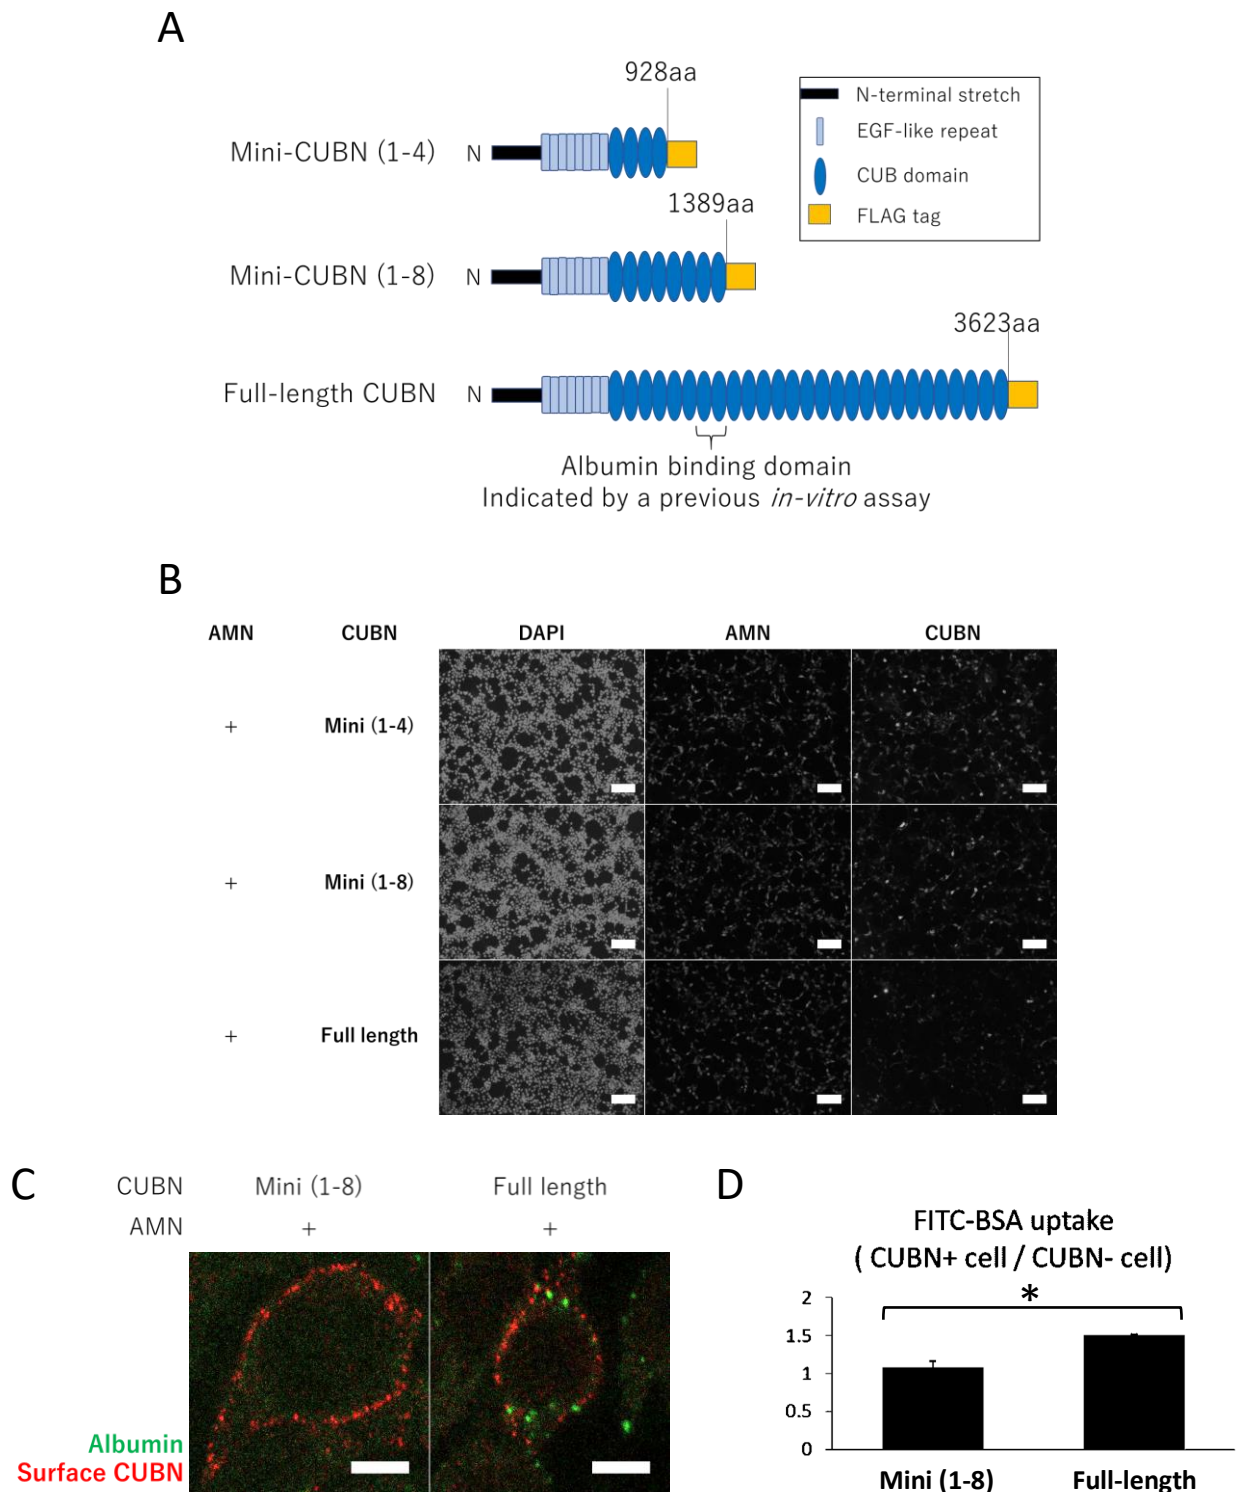 A
928aa
Mini-CUBN (1-4) N
N-terminal stretch
EGF-like repeat
CUB domain
FLAG tag
1389aa
Mini-CUBN (1-8) N
3623aa
Full-length CUBN N
Albumin binding domain
Indicated by a previous in-vitro assay
B
AMN CUBN DAPI AMN CUBN
+ Mini (1-4)
+ Mini (1-8)
+ Full length
C
CUBN Mini (1-8) Full length
AMN + +
Albumin
Surface CUBN
D
FITC-BSA uptake
( CUBN+ cell / CUBN- cell)
*
2
1.5
1
0.5
0
Mini (1-8) Full-length